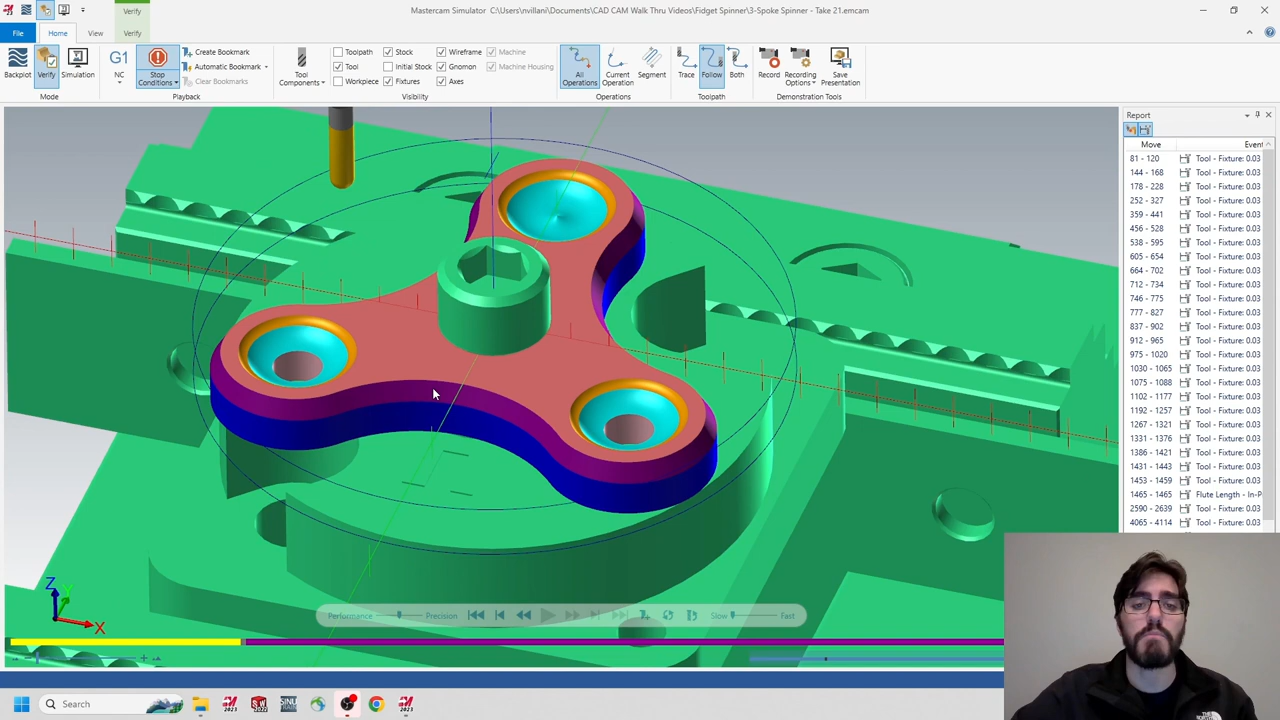 Verify
Mastercam Simulator C:\Users\nvillani\Documents\CAD CAM Walk Thru Videos\Fidget Spinner\3-Spoke Spinner - Take 21.emcam
File Home View Verify
Backplot Verify Simulation
Mode
G1
NC
Stop Conditions
Create Bookmark
Automatic Bookmark
Clear Bookmarks
Playback
Tool Components
Toolpath Stock Wireframe Machine
Tool Initial Stock Gnomon Machine Housing
Workpiece Fixtures Axes
Visibility
All Operations
Current Operation
Segment
Operations
Trace Follow Both
Toolpath
Record
Recording Options
Save Presentation
Demonstration Tools
Report
Move Event
81 - 120 Tool - Fixture: 0.03
144 - 168 Tool - Fixture: 0.03
178 - 228 Tool - Fixture: 0.03
252 - 327 Tool - Fixture: 0.03
359 - 441 Tool - Fixture: 0.03
456 - 528 Tool - Fixture: 0.03
538 - 595 Tool - Fixture: 0.03
605 - 654 Tool - Fixture: 0.03
664 - 702 Tool - Fixture: 0.03
712 - 734 Tool - Fixture: 0.03
746 - 775 Tool - Fixture: 0.03
777 - 827 Tool - Fixture: 0.03
837 - 902 Tool - Fixture: 0.03
912 - 965 Tool - Fixture: 0.03
975 - 1020 Tool - Fixture: 0.03
1030 - 1065 Tool - Fixture: 0.03
1075 - 1088 Tool - Fixture: 0.03
1102 - 1177 Tool - Fixture: 0.03
1192 - 1257 Tool - Fixture: 0.03
1267 - 1321 Tool - Fixture: 0.03
1331 - 1376 Tool - Fixture: 0.03
1386 - 1421 Tool - Fixture: 0.03
1431 - 1443 Tool - Fixture: 0.03
1453 - 1459 Tool - Fixture: 0.03
1465 - 1465 Flute Length - In-P
2590 - 2639 Tool - Fixture: 0.03
4065 - 4114 Tool - Fixture: 0.03
Z
Y
X
Performance Precision Slow Fast
Search
2023 2022 SINU TRAIN 2023
THE NORTH